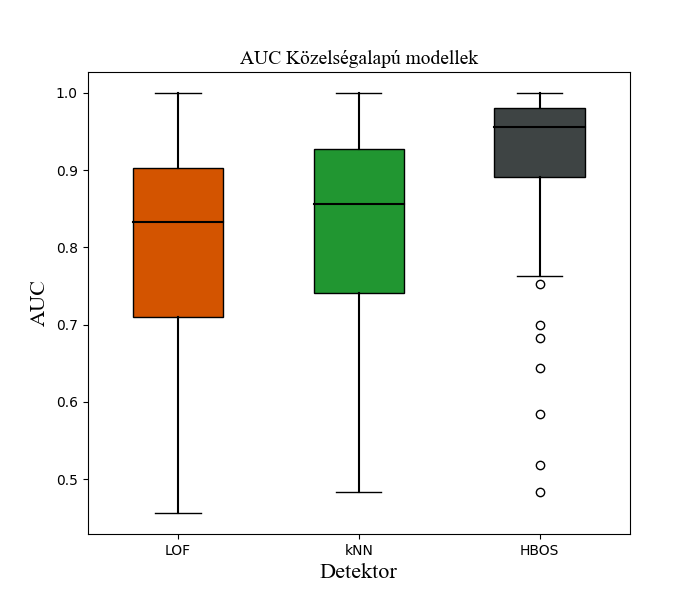 AUC Közelségalapú modellek
1.0
0.9
0.8
0.7
0.6
0.5
AUC
LOF
kNN
HBOS
Detektor